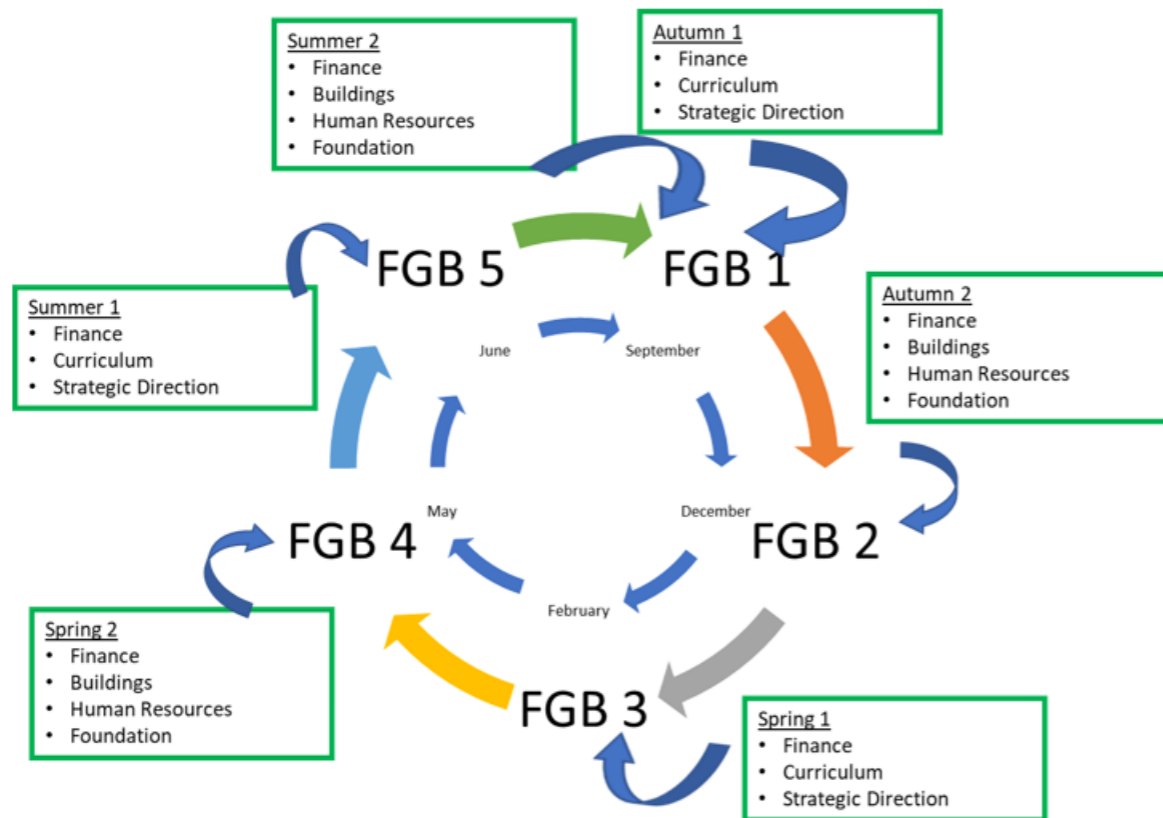 Summer 2
• Finance
• Buildings
• Human Resources
• Foundation
Autumn 1
• Finance
• Curriculum
• Strategic Direction
FGB 5
FGB 1
Summer 1
• Finance
• Curriculum
• Strategic Direction
Autumn 2
• Finance
• Buildings
• Human Resources
• Foundation
June
September
May
December
FGB 4
FGB 2
February
Spring 2
• Finance
• Buildings
• Human Resources
• Foundation
FGB 3
Spring 1
• Finance
• Curriculum
• Strategic Direction